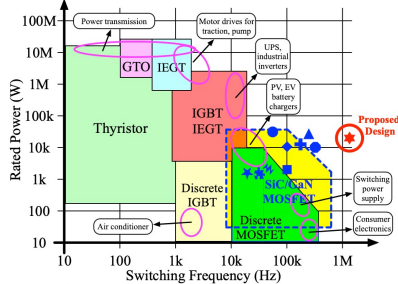 100M
10M
1M
100k
10k
1k
100
10
Rated Power (W)
10
100
1k
10k
100k
1M
Switching Frequency (Hz)
Power transmission
Motor drives for
traction, pump
UPS,
industrial
inverters
PV, EV
battery
chargers
GTO
IEGT
Thyristor
IGBT
IEGT
Discrete
IGBT
SiC/GaN
MOSFET
Discrete
MOSFET
Air conditioner
Proposed
Design
Switching
power
supply
Consumer
electronics